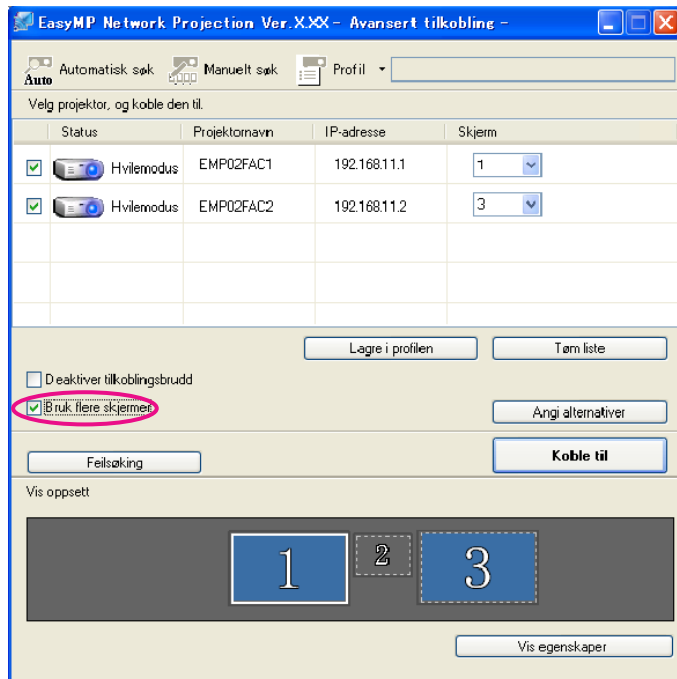 EasyMP Network Projection Ver.X.XX - Avansert tilkobling -
Auto Automatisk søk Manuelt søk Profil
Velg projektor, og koble den til.
Status Projektornavn IP-adresse Skjerm
Hvilemodus EMP02FAC1 192.168.11.1 1
Hvilemodus EMP02FAC2 192.168.11.2 3
Lagre i profilen Tøm liste
Deaktiver tilkoblingsbrudd
Bruk flere skjermer
Angi alternativer
Feilsøking Koble til
Vis oppsett
1 2 3
Vis egenskaper